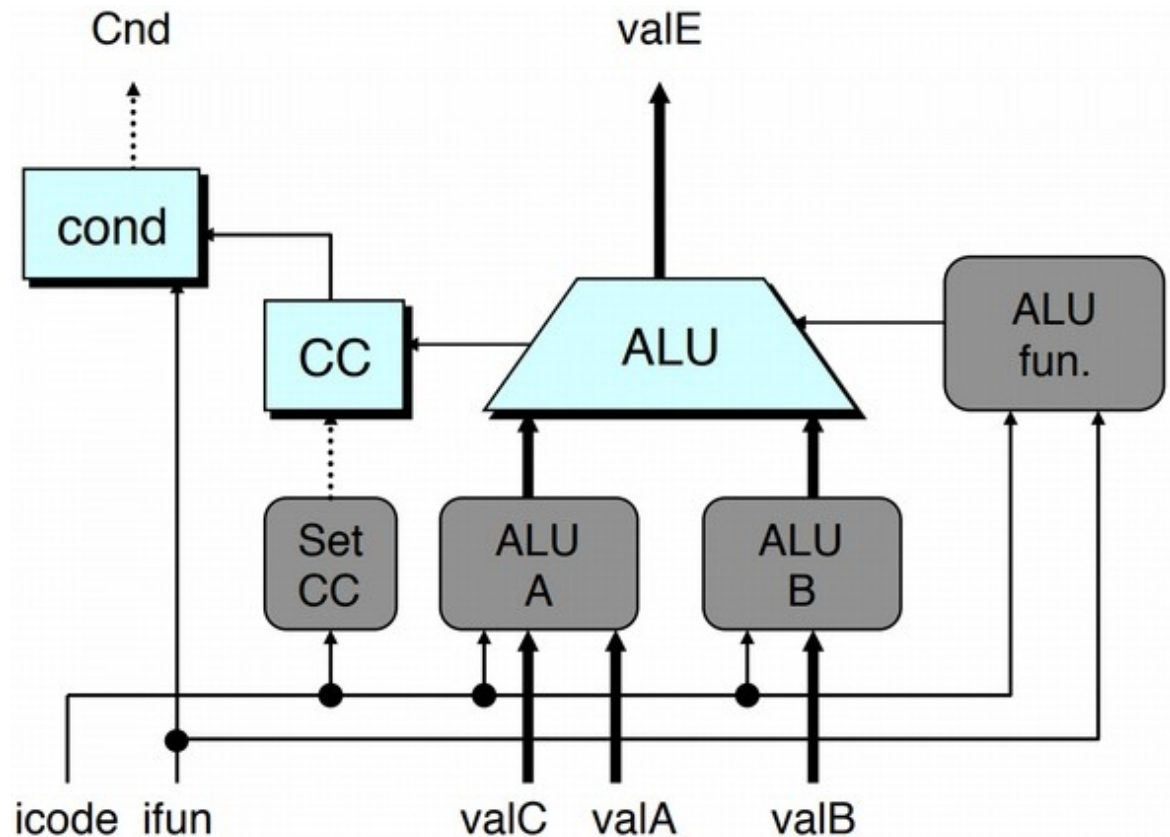 Cnd
valE
cond
ALU
fun.
CC
ALU
Set
CC
ALU
A
ALU
B
icode
ifun
valC
valA
valB